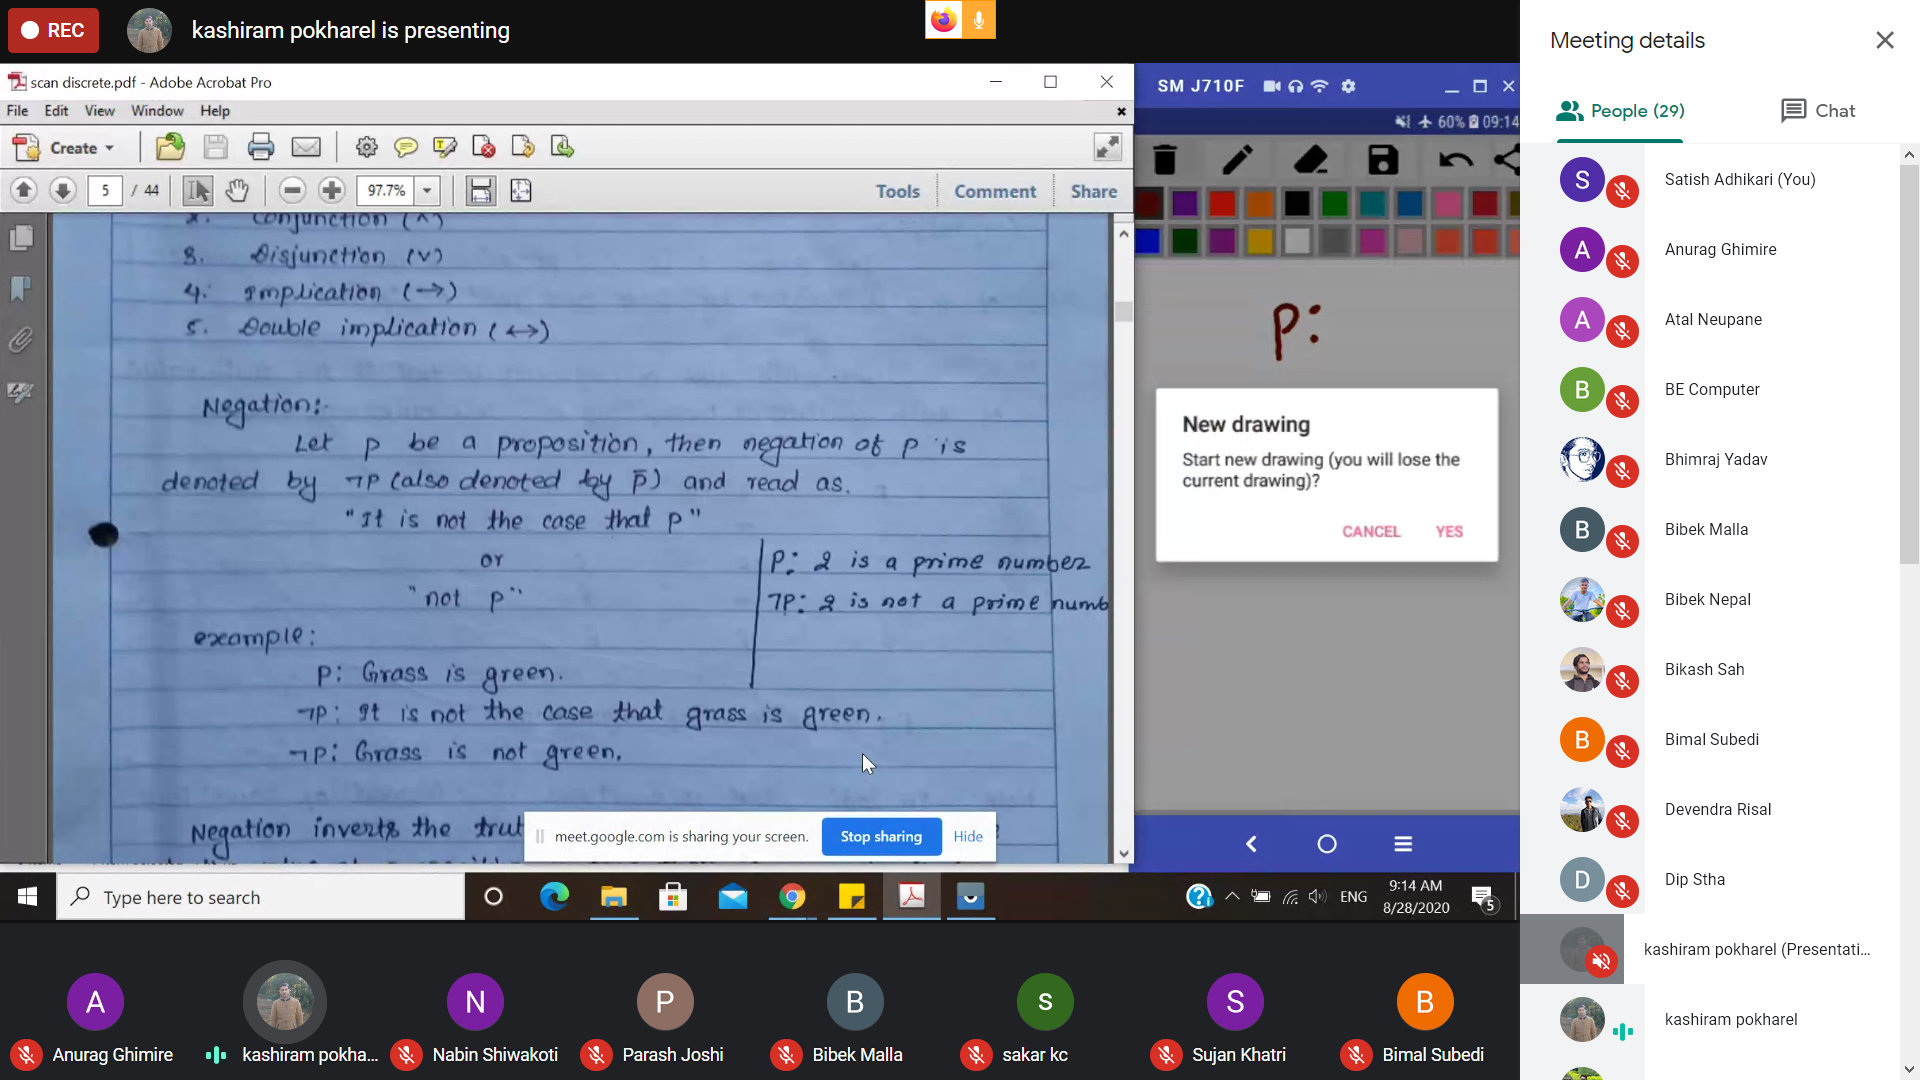 REC
kashiram pokharel is presenting
scan discrete.pdf - Adobe Acrobat Pro
File Edit View Window Help
Create
5 / 44
97.7%
Tools Comment Share
2. Conjunction (^)
3. Disjunction (v)
4. Implication (→)
5. Double implication (↔)
Negation:-
Let p be a proposition, then negation of p is
denoted by ¬p (also denoted by p̄) and read as.
"It is not the case that p"
or
"not p"
P: 2 is a prime number
¬P: 2 is not a prime numb
example:
p: Grass is green.
¬p: It is not the case that grass is green.
¬p: Grass is not green.
Negation inverts the trut
meet.google.com is sharing your screen.
Stop sharing
Hide
SM J710F
60% 09:14
P:
New drawing
Start new drawing (you will lose the
current drawing)?
CANCEL YES
Type here to search
ENG
9:14 AM
8/28/2020
5
A
Anurag Ghimire
kashiram pokha...
N
Nabin Shiwakoti
P
Parash Joshi
B
Bibek Malla
s
sakar kc
S
Sujan Khatri
B
Bimal Subedi
Meeting details
People (29)
Chat
S
Satish Adhikari (You)
A
Anurag Ghimire
A
Atal Neupane
B
BE Computer
Bhimraj Yadav
B
Bibek Malla
Bibek Nepal
Bikash Sah
B
Bimal Subedi
Devendra Risal
D
Dip Stha
kashiram pokharel (Presentati...
kashiram pokharel